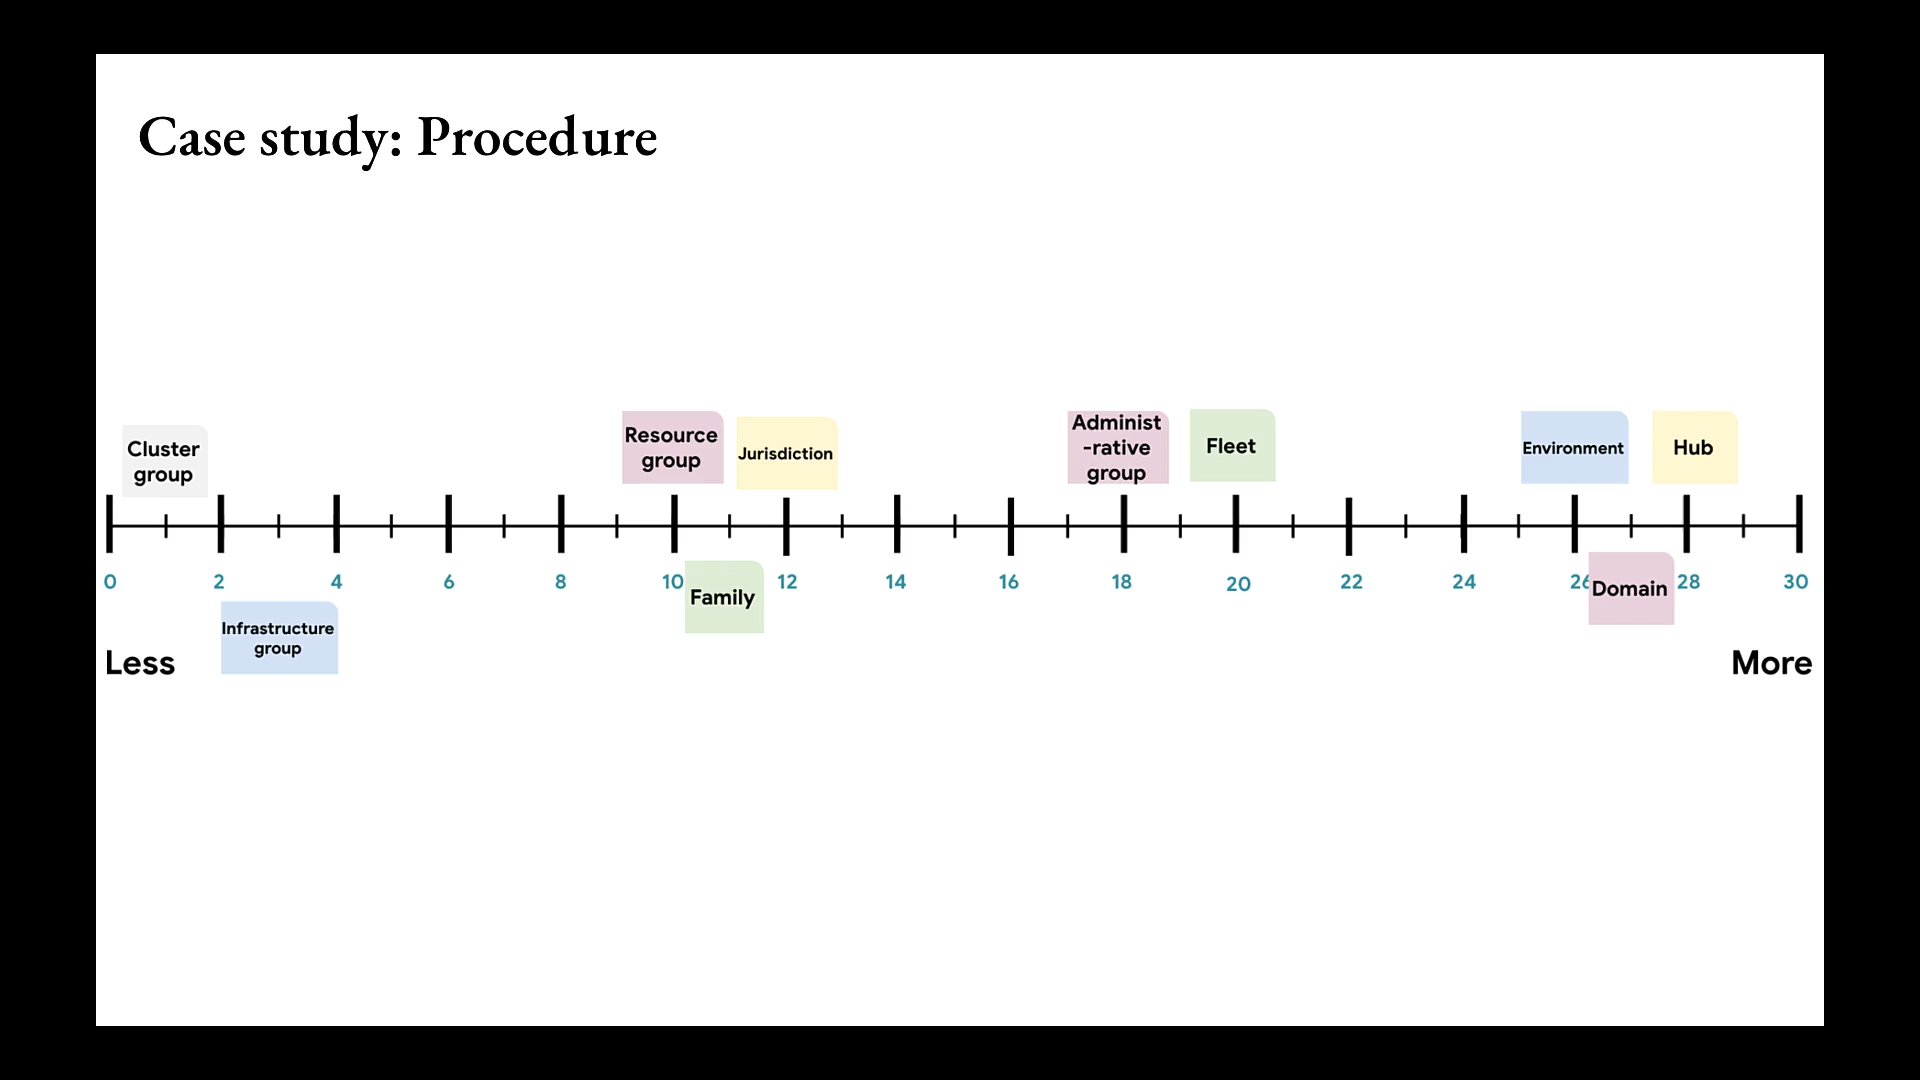 Case study: Procedure
Cluster
group
Resource
group
Jurisdiction
Administ
-rative
group
Fleet
Environment
Hub
0
2
4
6
8
10
12
14
16
18
20
22
24
26
28
30
Family
Domain
Infrastructure
group
Less
More